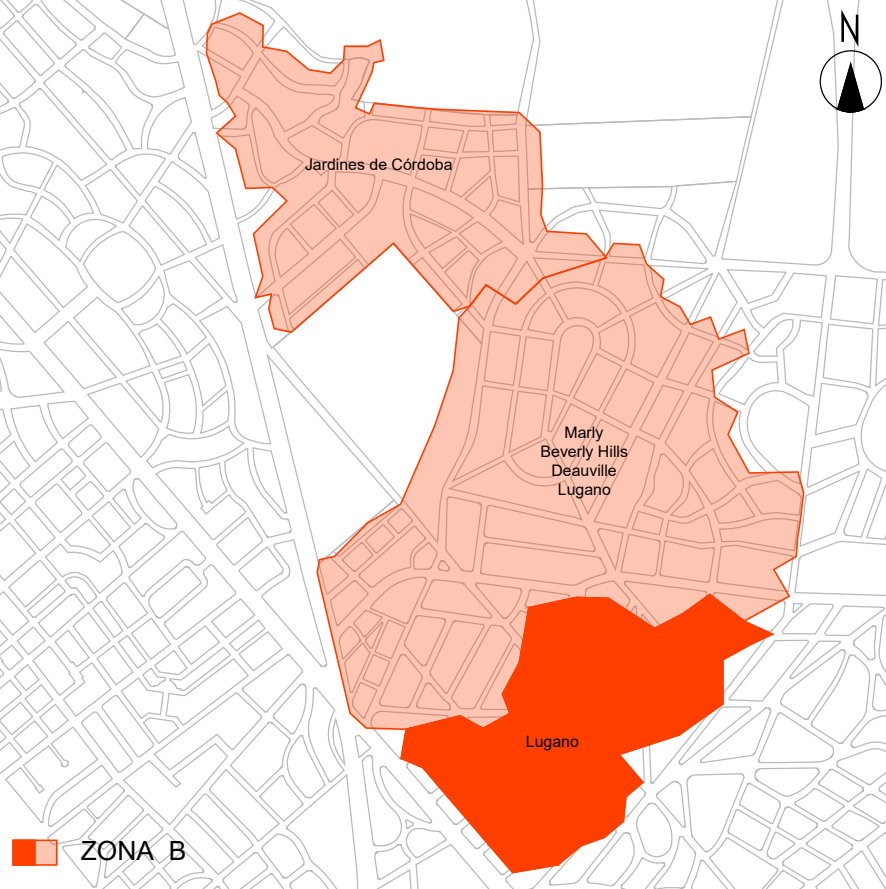 N
Jardines de Córdoba
Marly
Beverly Hills
Deauville
Lugano
Lugano
ZONA B